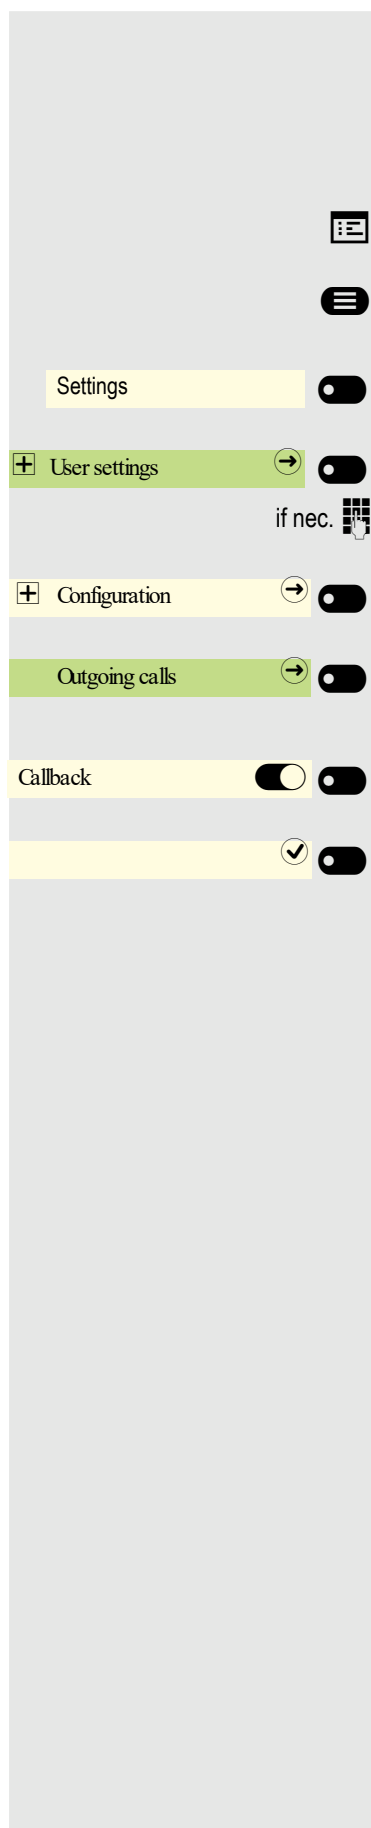 Settings
User settings
if nec.
Configuration
Outgoing calls
Callback